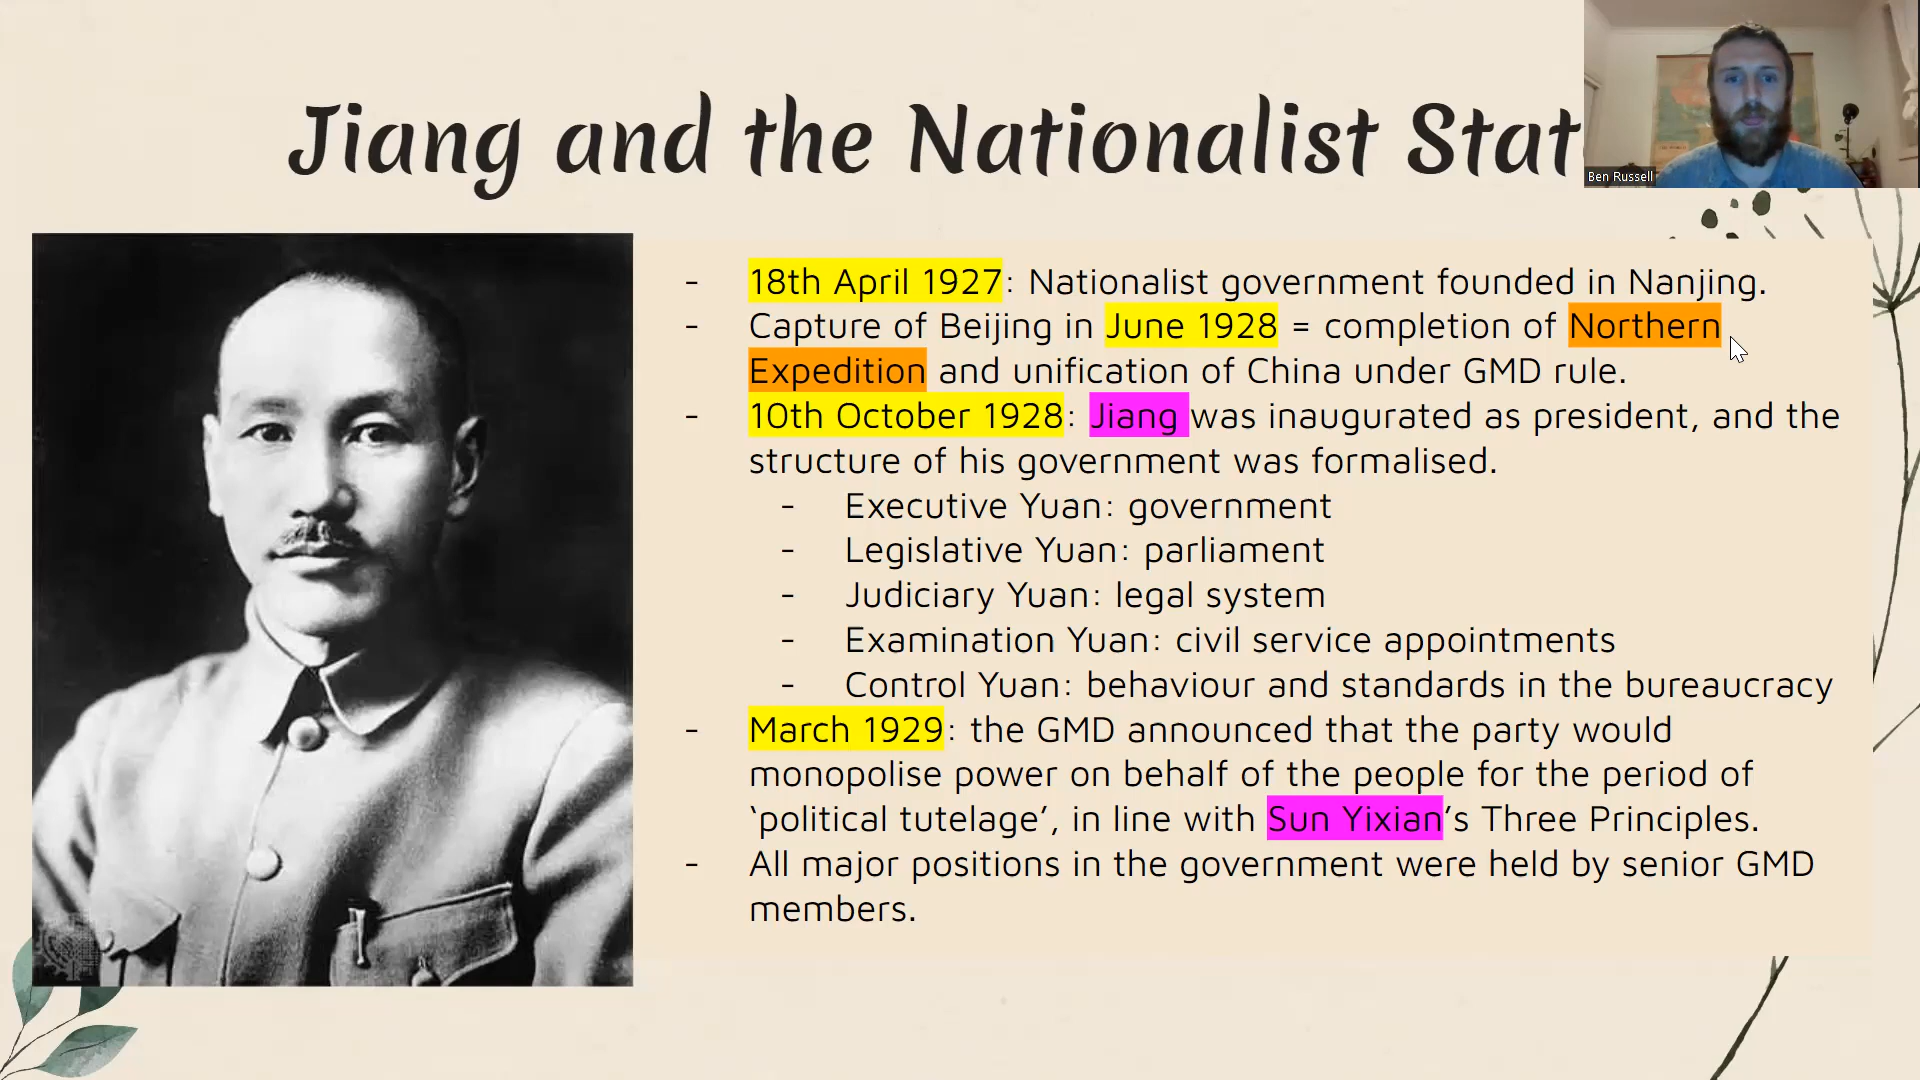 Jiang and the Nationalist Stat
Ben Russell
- 18th April 1927: Nationalist government founded in Nanjing.
- Capture of Beijing in June 1928 = completion of Northern
Expedition and unification of China under GMD rule.
- 10th October 1928: Jiang was inaugurated as president, and the
structure of his government was formalised.
- Executive Yuan: government
- Legislative Yuan: parliament
- Judiciary Yuan: legal system
- Examination Yuan: civil service appointments
- Control Yuan: behaviour and standards in the bureaucracy
- March 1929: the GMD announced that the party would
monopolise power on behalf of the people for the period of
‘political tutelage’, in line with Sun Yixian’s Three Principles.
- All major positions in the government were held by senior GMD
members.